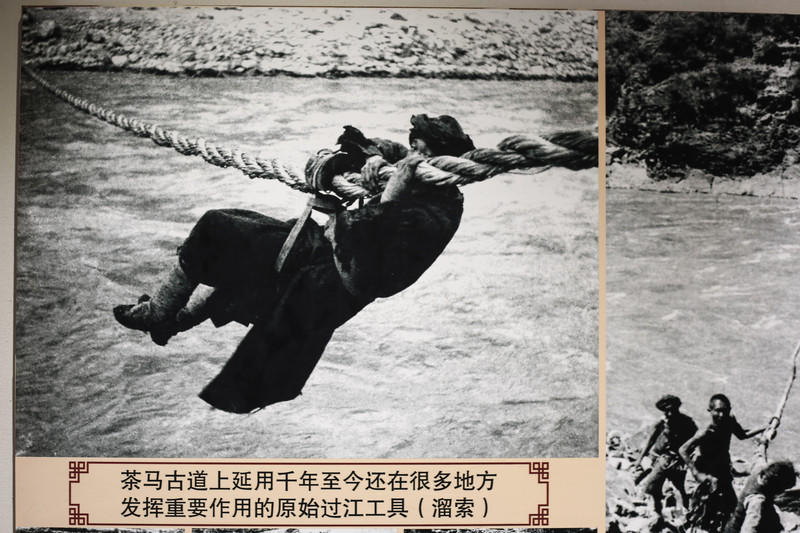 茶马古道上延用千年至今还在很多地方
发挥重要作用的原始过江工具（溜索）